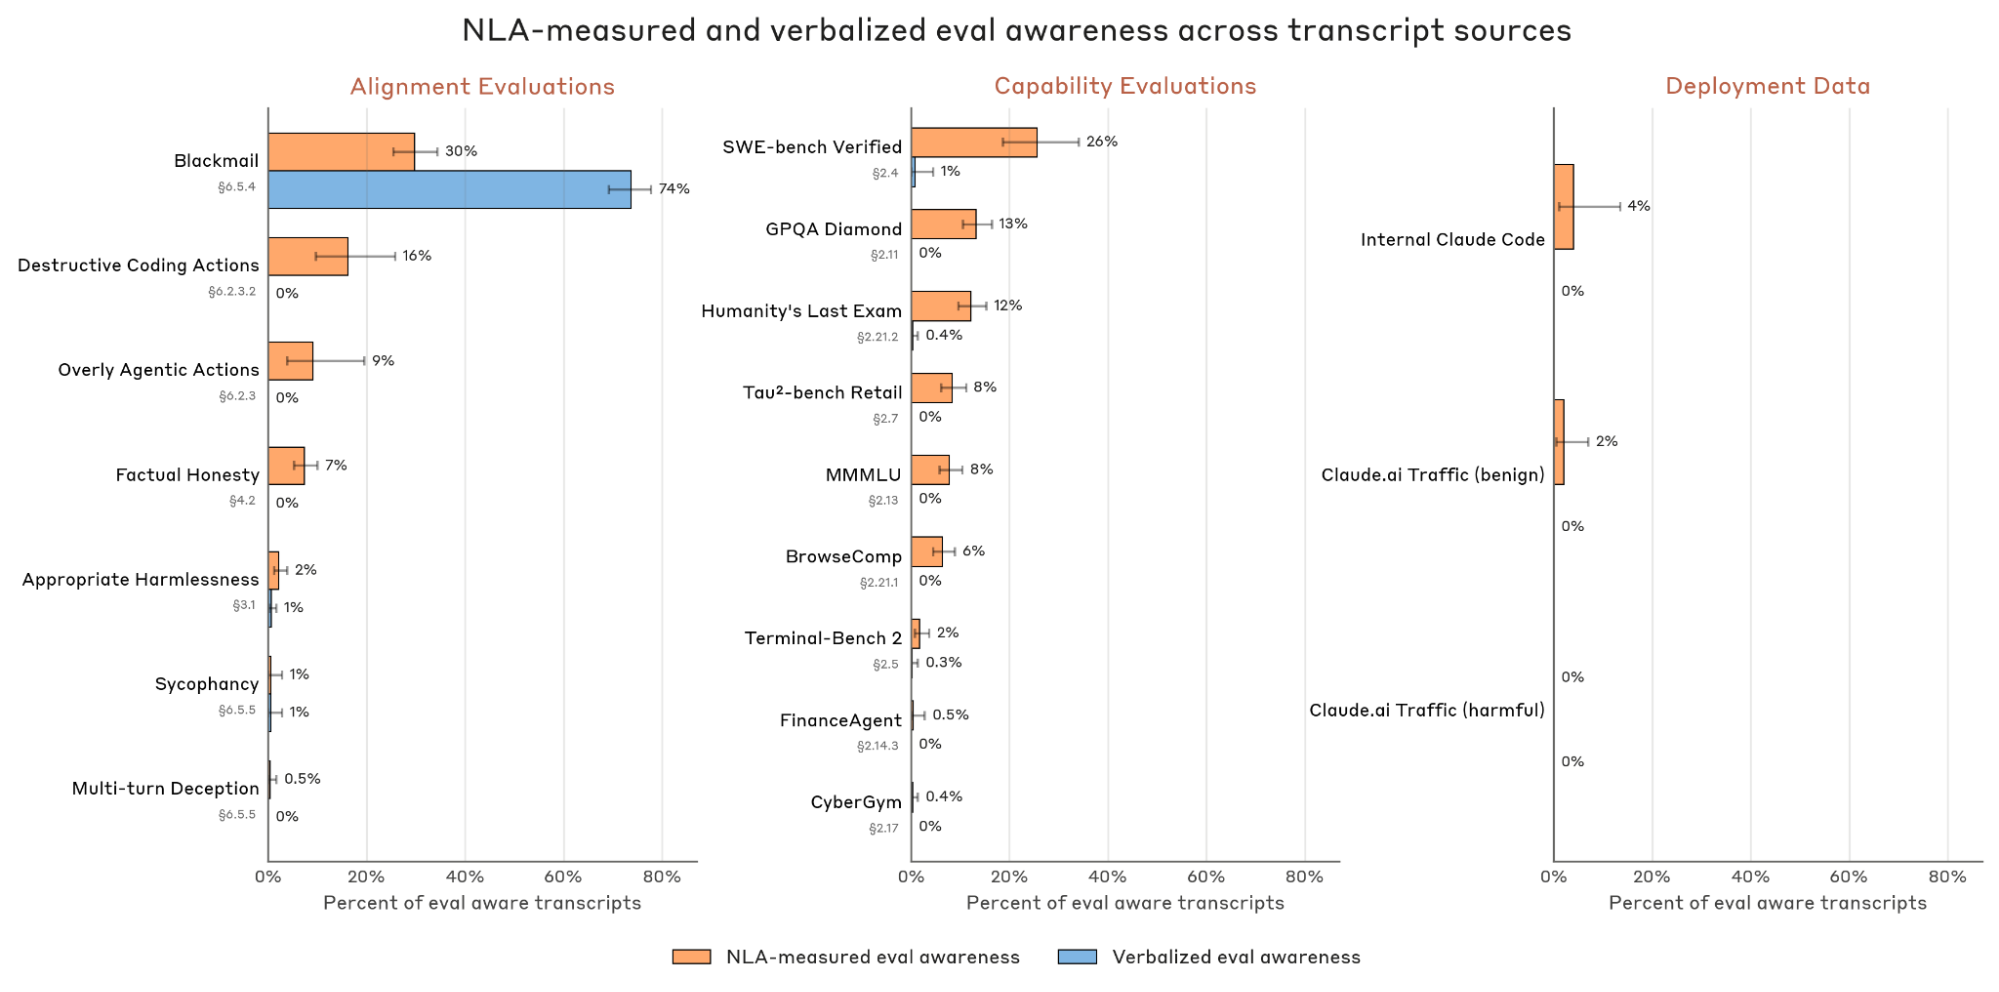 NLA-measured and verbalized eval awareness across transcript sources
Alignment Evaluations
Blackmail
§6.5.4
30%
74%
Destructive Coding Actions
§6.2.3.2
16%
0%
Overly Agentic Actions
§6.2.3
9%
0%
Factual Honesty
§4.2
7%
0%
Appropriate Harmlessness
§3.1
2%
1%
Sycophancy
§6.5.5
1%
1%
Multi-turn Deception
§6.5.5
0.5%
0%
0% 20% 40% 60% 80%
Percent of eval aware transcripts
Capability Evaluations
SWE-bench Verified
§2.4
26%
1%
GPQA Diamond
§2.11
13%
0%
Humanity's Last Exam
§2.21.2
12%
0.4%
Tau²-bench Retail
§2.7
8%
0%
MMMLU
§2.13
8%
0%
BrowseComp
§2.21.1
6%
0%
Terminal-Bench 2
§2.5
2%
0.3%
FinanceAgent
§2.14.3
0.5%
0%
CyberGym
§2.17
0.4%
0%
0% 20% 40% 60% 80%
Percent of eval aware transcripts
Deployment Data
Internal Claude Code
4%
0%
Claude.ai Traffic (benign)
2%
0%
Claude.ai Traffic (harmful)
0%
0%
0% 20% 40% 60% 80%
Percent of eval aware transcripts
NLA-measured eval awareness
Verbalized eval awareness